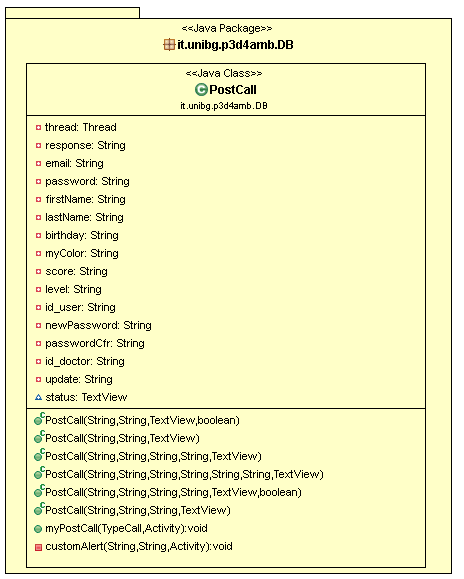 <<Java Package>>
it.unibg.p3d4amb.DB
<<Java Class>>
PostCall
it.unibg.p3d4amb.DB
thread: Thread
response: String
email: String
password: String
firstName: String
lastName: String
birthday: String
myColor: String
score: String
level: String
id_user: String
newPassword: String
passwordCfr: String
id_doctor: String
update: String
status: TextView
PostCall(String,String,TextView,boolean)
PostCall(String,String,TextView)
PostCall(String,String,String,String,TextView)
PostCall(String,String,String,String,String,String,TextView)
PostCall(String,String,String,String,TextView,boolean)
PostCall(String,String,String,TextView)
myPostCall(TypeCall,Activity):void
customAlert(String,String,Activity):void